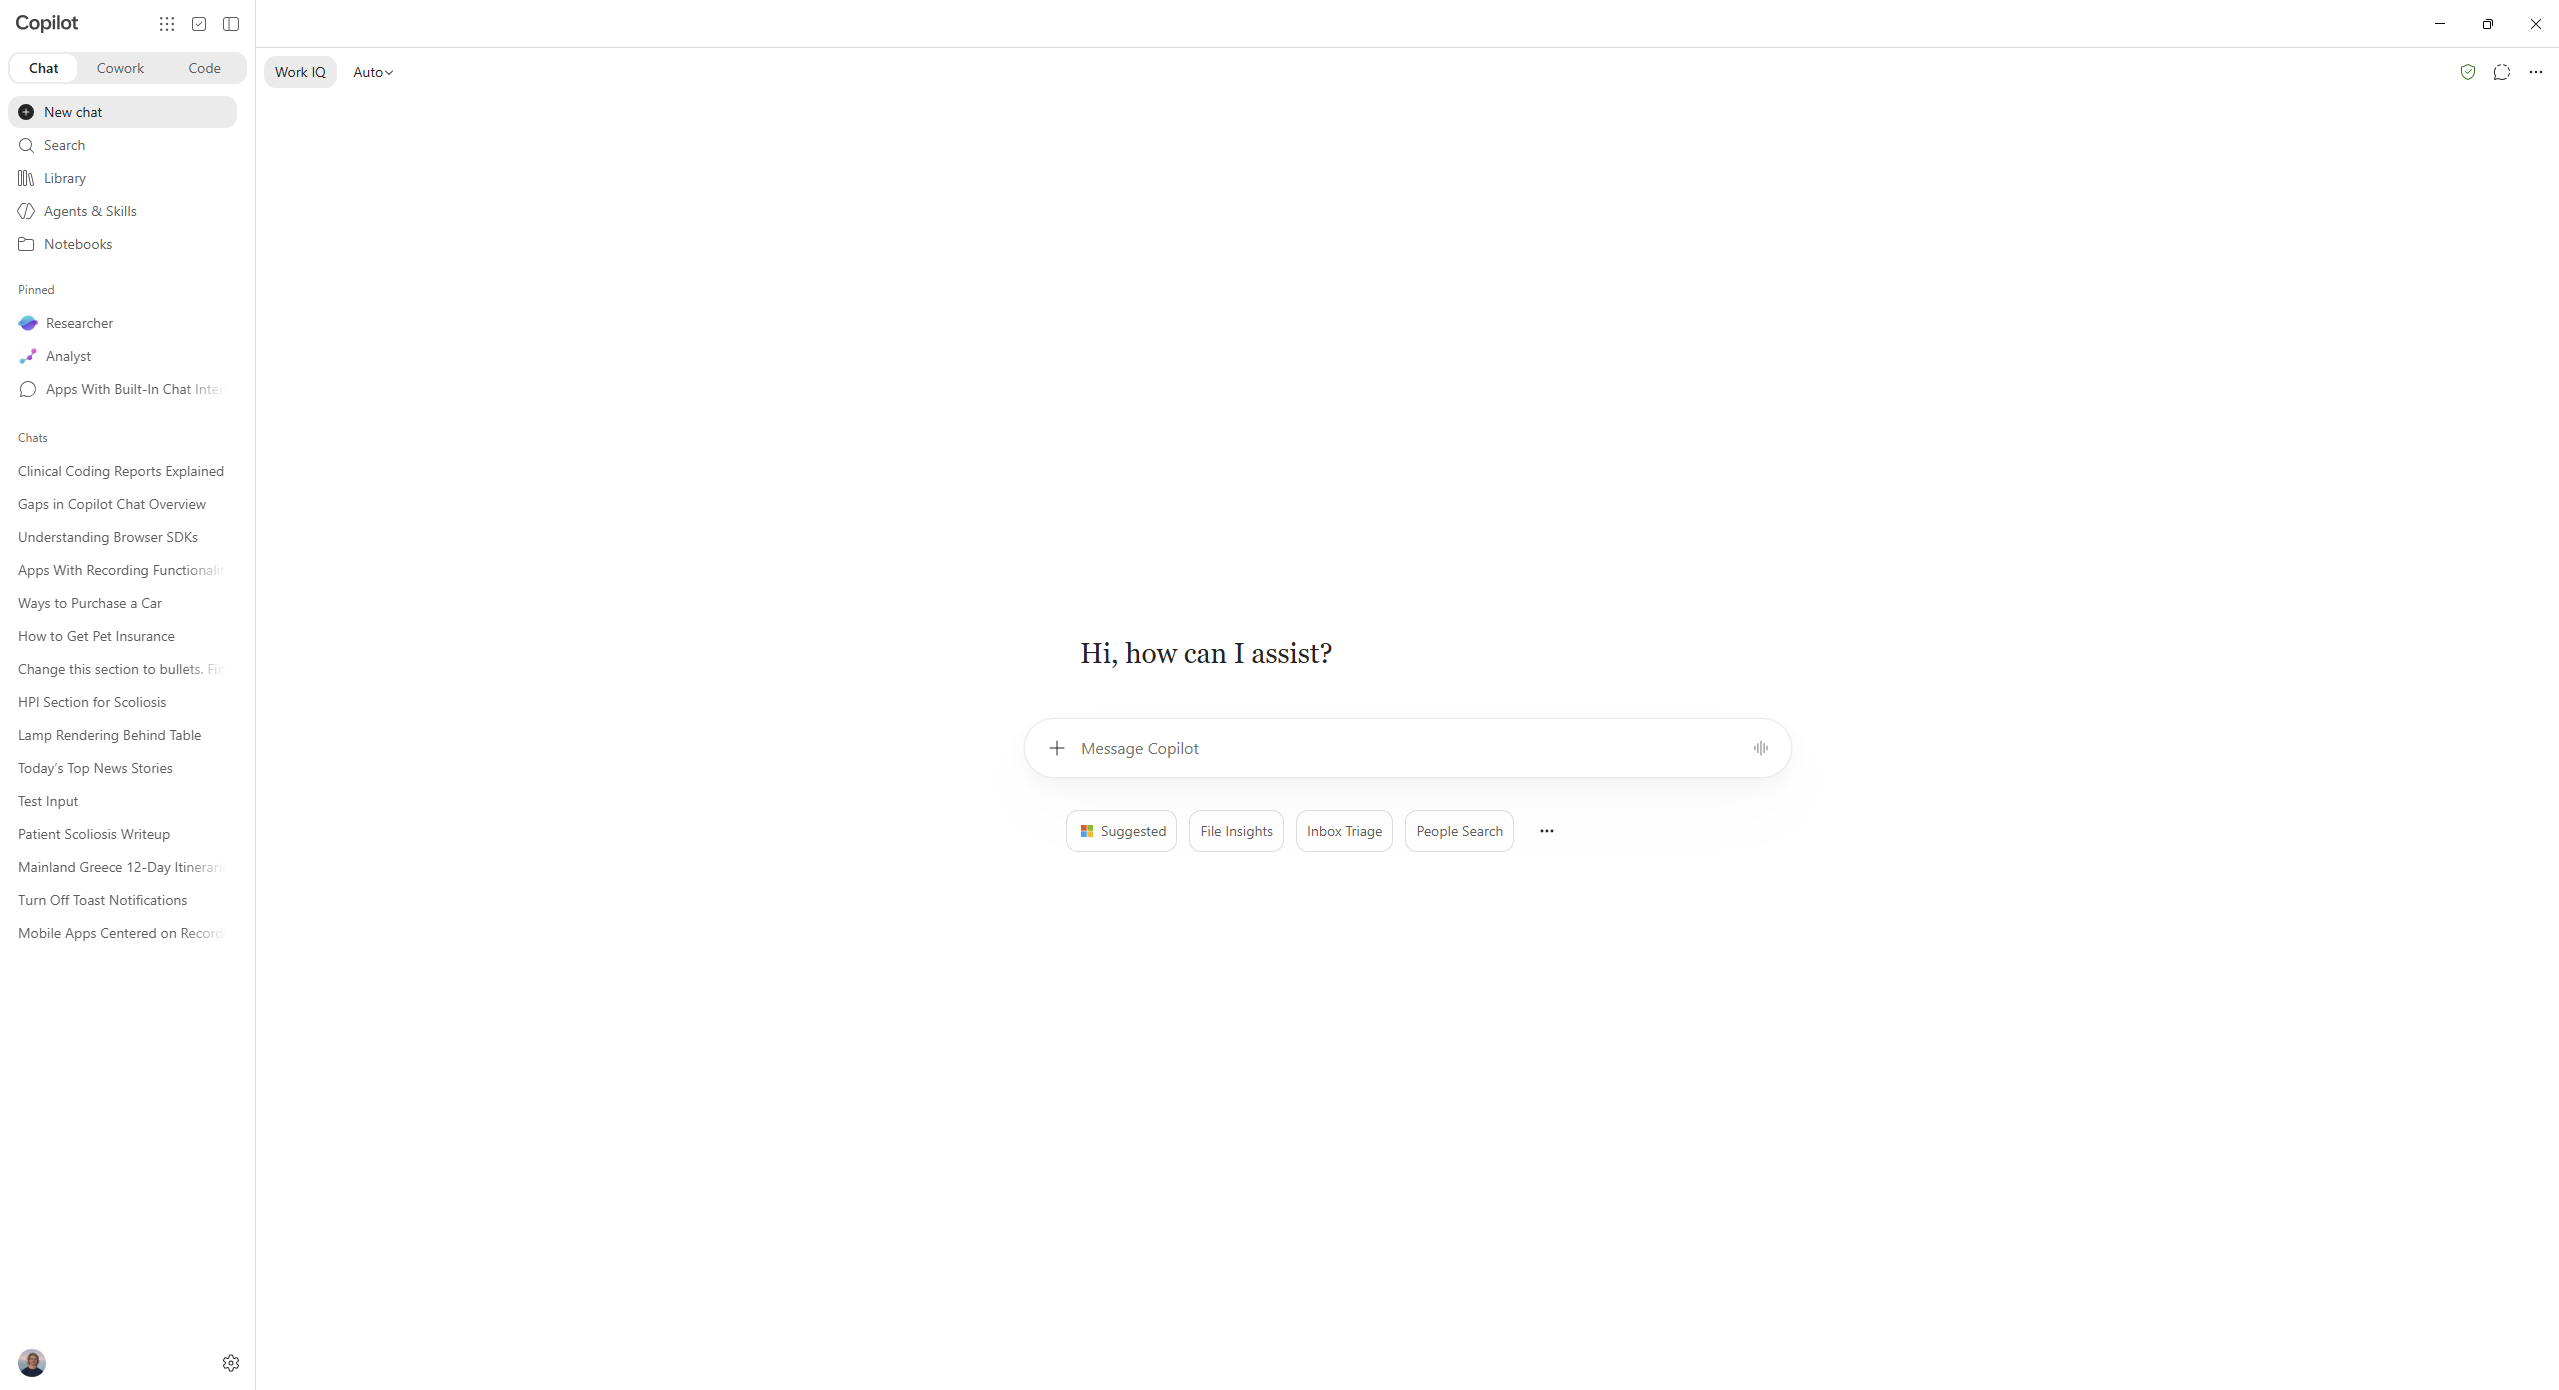 Copilot
Chat Cowork Code
New chat
Search
Library
Agents & Skills
Notebooks
Pinned
Researcher
Analyst
Apps With Built-In Chat Inter
Chats
Clinical Coding Reports Explained
Gaps in Copilot Chat Overview
Understanding Browser SDKs
Apps With Recording Functionalit
Ways to Purchase a Car
How to Get Pet Insurance
Change this section to bullets. Fin
HPI Section for Scoliosis
Lamp Rendering Behind Table
Today's Top News Stories
Test Input
Patient Scoliosis Writeup
Mainland Greece 12-Day Itinerari
Turn Off Toast Notifications
Mobile Apps Centered on Record
Work IQ Auto
Hi, how can I assist?
Message Copilot
Suggested File Insights Inbox Triage People Search